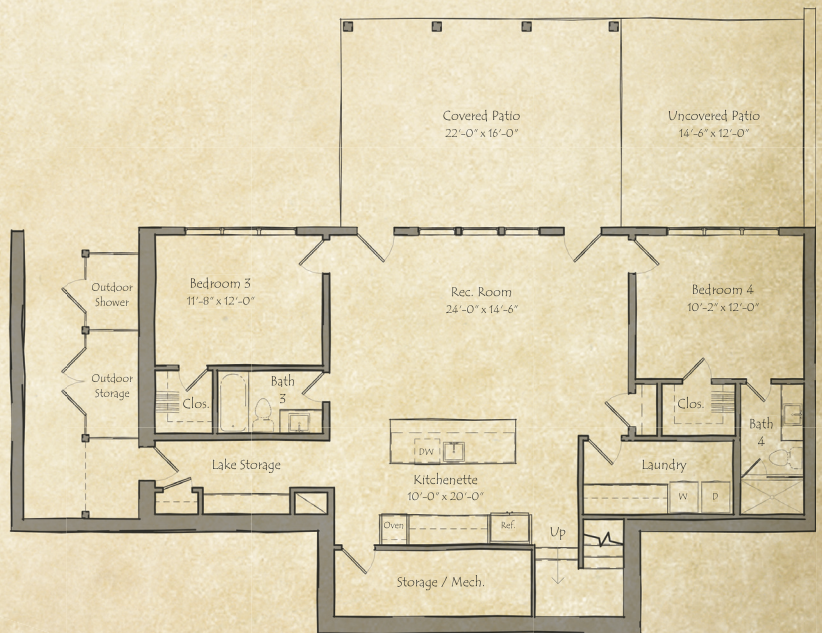 Covered Patio
22'-0" x 16'-0"
Uncovered Patio
14'-6" x 12'-0"
Outdoor
Shower
Bedroom 3
11'-8" x 12'-0"
Rec. Room
24'-0" x 14'-6"
Bedroom 4
10'-2" x 12'-0"
Outdoor
Storage
Clos.
Bath
3
Clos.
Bath
4
DW
Lake Storage
Laundry
Kitchenette
10'-0" x 20'-0"
W
D
Oven
Ref.
Up
Storage / Mech.